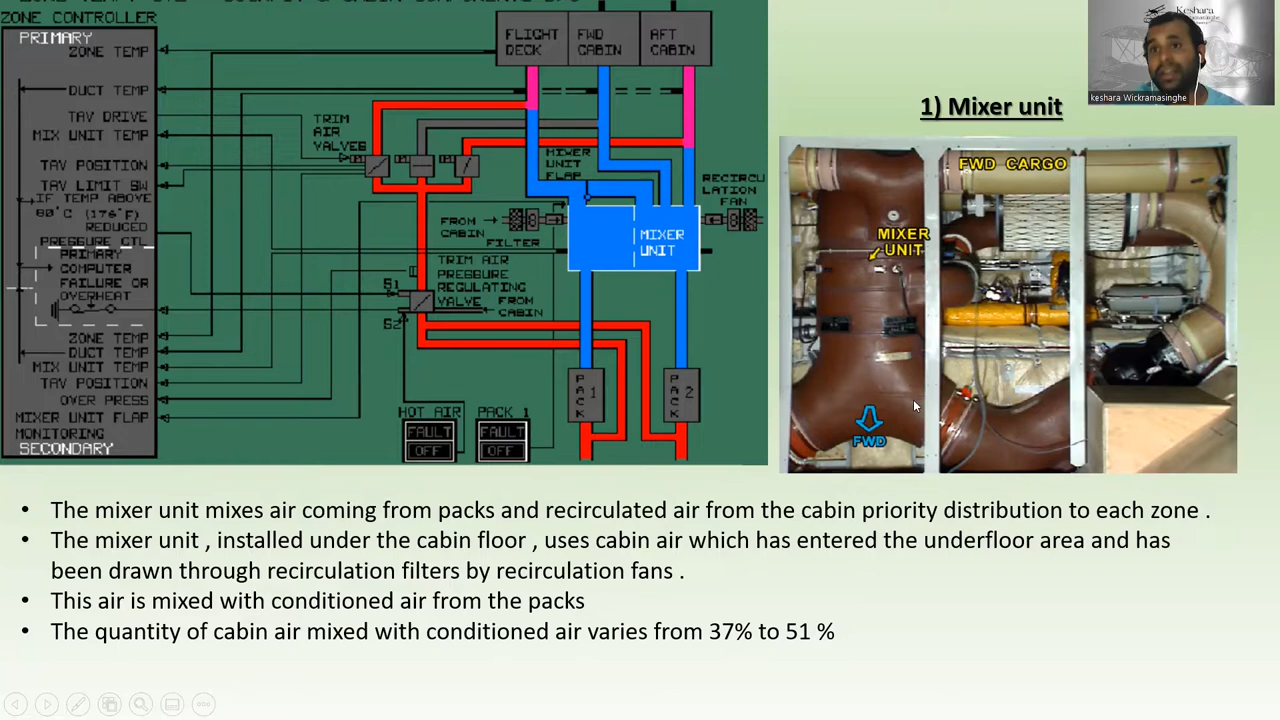 ZONE CONTROLLER
PRIMARY
ZONE TEMP
DUCT TEMP
TAV DRIVE
MIX UNIT TEMP
TAV POSITION
TAV LIMIT SW
IF TEMP ABOVE
80°C (176°F)
REDUCED
PRESSURE CTL
PRIMARY
COMPUTER
FAILURE OR
OVERHEAT
ZONE TEMP
DUCT TEMP
MIX UNIT TEMP
TAV POSITION
OVER PRESS
MIXER UNIT FLAP
MONITORING
SECONDARY
FLIGHT
DECK
FWD
CABIN
AFT
CABIN
TRIM
AIR
VALVES
MIXER
UNIT
FLAP
RECIRCU
LATION
FAN
FROM
CABIN
FILTER
MIXER
UNIT
TRIM AIR
PRESSURE
REGULATING
VALVE
FROM
CABIN
S1
S2
PACK 1
PACK 2
HOT AIR
FAULT
OFF
PACK 1
FAULT
OFF
Keshara
keshara Wickramasinghe
1) Mixer unit
FWD CARGO
MIXER
UNIT
FWD
• The mixer unit mixes air coming from packs and recirculated air from the cabin priority distribution to each zone .
• The mixer unit , installed under the cabin floor , uses cabin air which has entered the underfloor area and has
been drawn through recirculation filters by recirculation fans .
• This air is mixed with conditioned air from the packs
• The quantity of cabin air mixed with conditioned air varies from 37% to 51 %